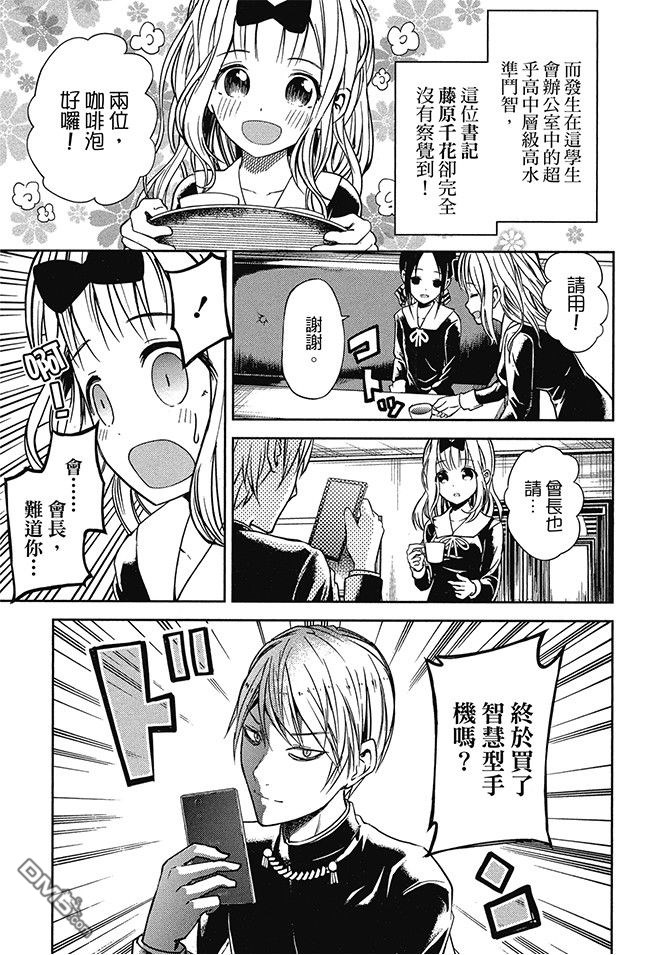 而發生在這學生
會辦公室中的超
乎高中層級高水
準鬥智，
這位書記
藤原千花卻完全
沒有察覺到！
兩位，
咖啡泡
好囉！
請用！
謝謝。
コトッ
會長也
請…
！
會……
會長，
難道你…
終於買了
智慧型手
機嗎？
ドン
DM5.com